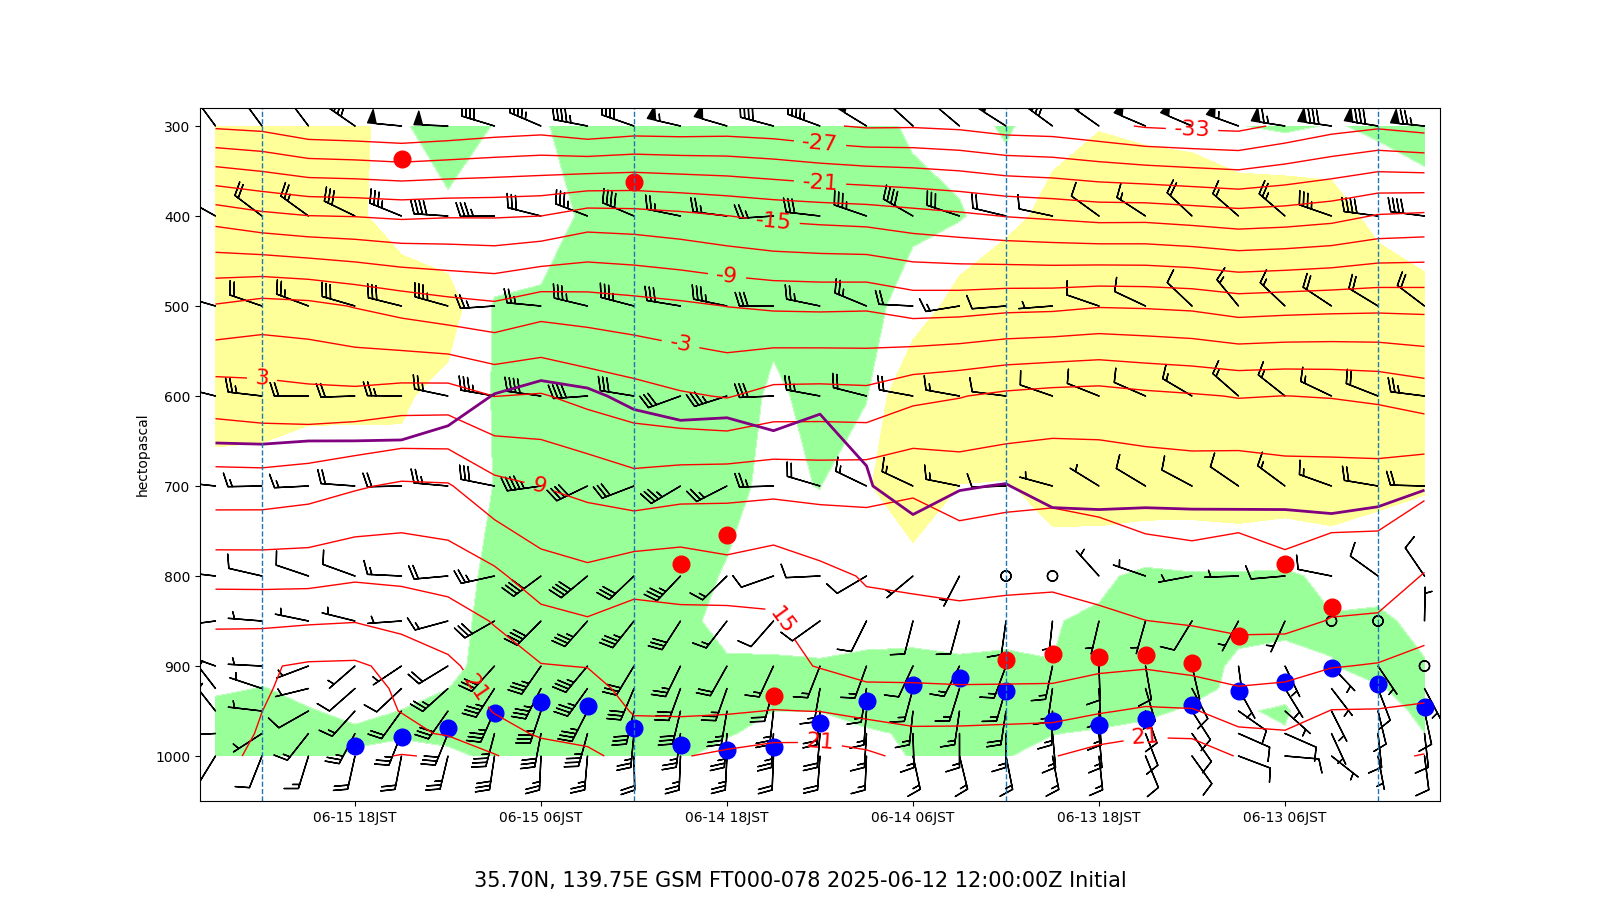 300
400
500
600
700
800
900
1000
hectopascal
-33
-27
-21
-15
-9
-3
3
9
15
21
21
21
06-15 18JST
06-15 06JST
06-14 18JST
06-14 06JST
06-13 18JST
06-13 06JST
35.70N, 139.75E GSM FT000-078 2025-06-12 12:00:00Z Initial